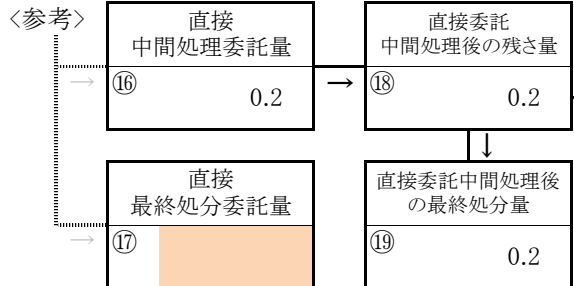 〈参考〉
直接
中間処理委託量
→
⑯
0.2
→
直接委託
中間処理後の残さ量
⑱
0.2
↓
直接
最終処分委託量
→
⑰
直接委託中間処理後
の最終処分量
⑲
0.2